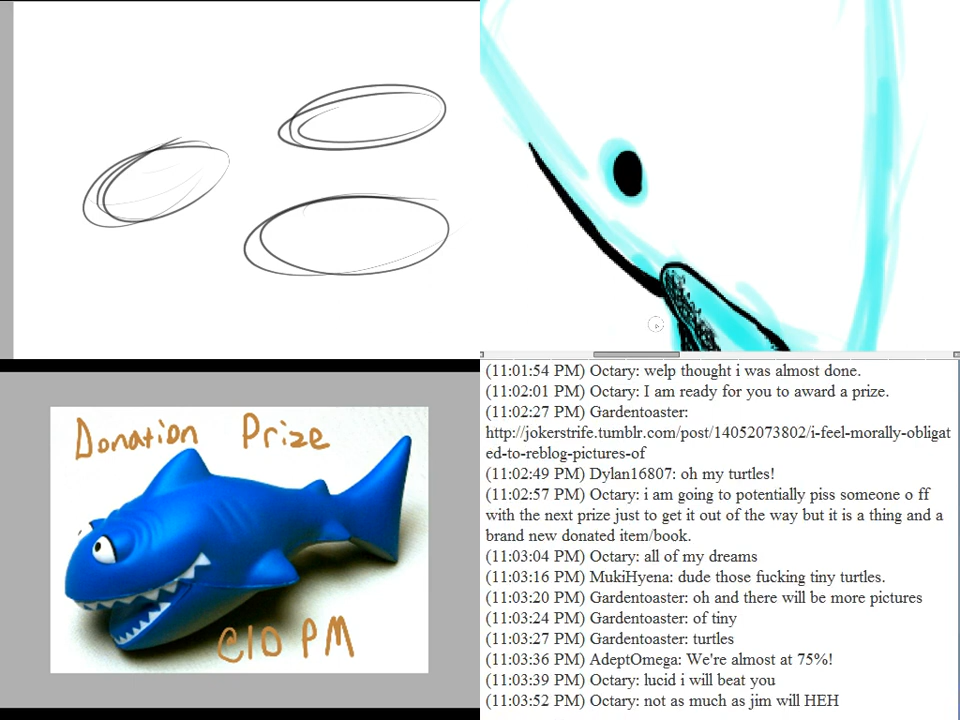 Donation Prize
@10 PM
(11:01:54 PM) Octary: welp thought i was almost done.
(11:02:01 PM) Octary: I am ready for you to award a prize.
(11:02:27 PM) Gardentoaster:
http://jokerstrife.tumblr.com/post/14052073802/i-feel-morally-obligat
ed-to-reblog-pictures-of
(11:02:49 PM) Dylan16807: oh my turtles!
(11:02:57 PM) Octary: i am going to potentially piss someone o ff
with the next prize just to get it out of the way but it is a thing and a
brand new donated item/book.
(11:03:04 PM) Octary: all of my dreams
(11:03:16 PM) MukiHyena: dude those fucking tiny turtles.
(11:03:20 PM) Gardentoaster: oh and there will be more pictures
(11:03:24 PM) Gardentoaster: of tiny
(11:03:27 PM) Gardentoaster: turtles
(11:03:36 PM) AdeptOmega: We're almost at 75%!
(11:03:39 PM) Octary: lucid i will beat you
(11:03:52 PM) Octary: not as much as jim will HEH